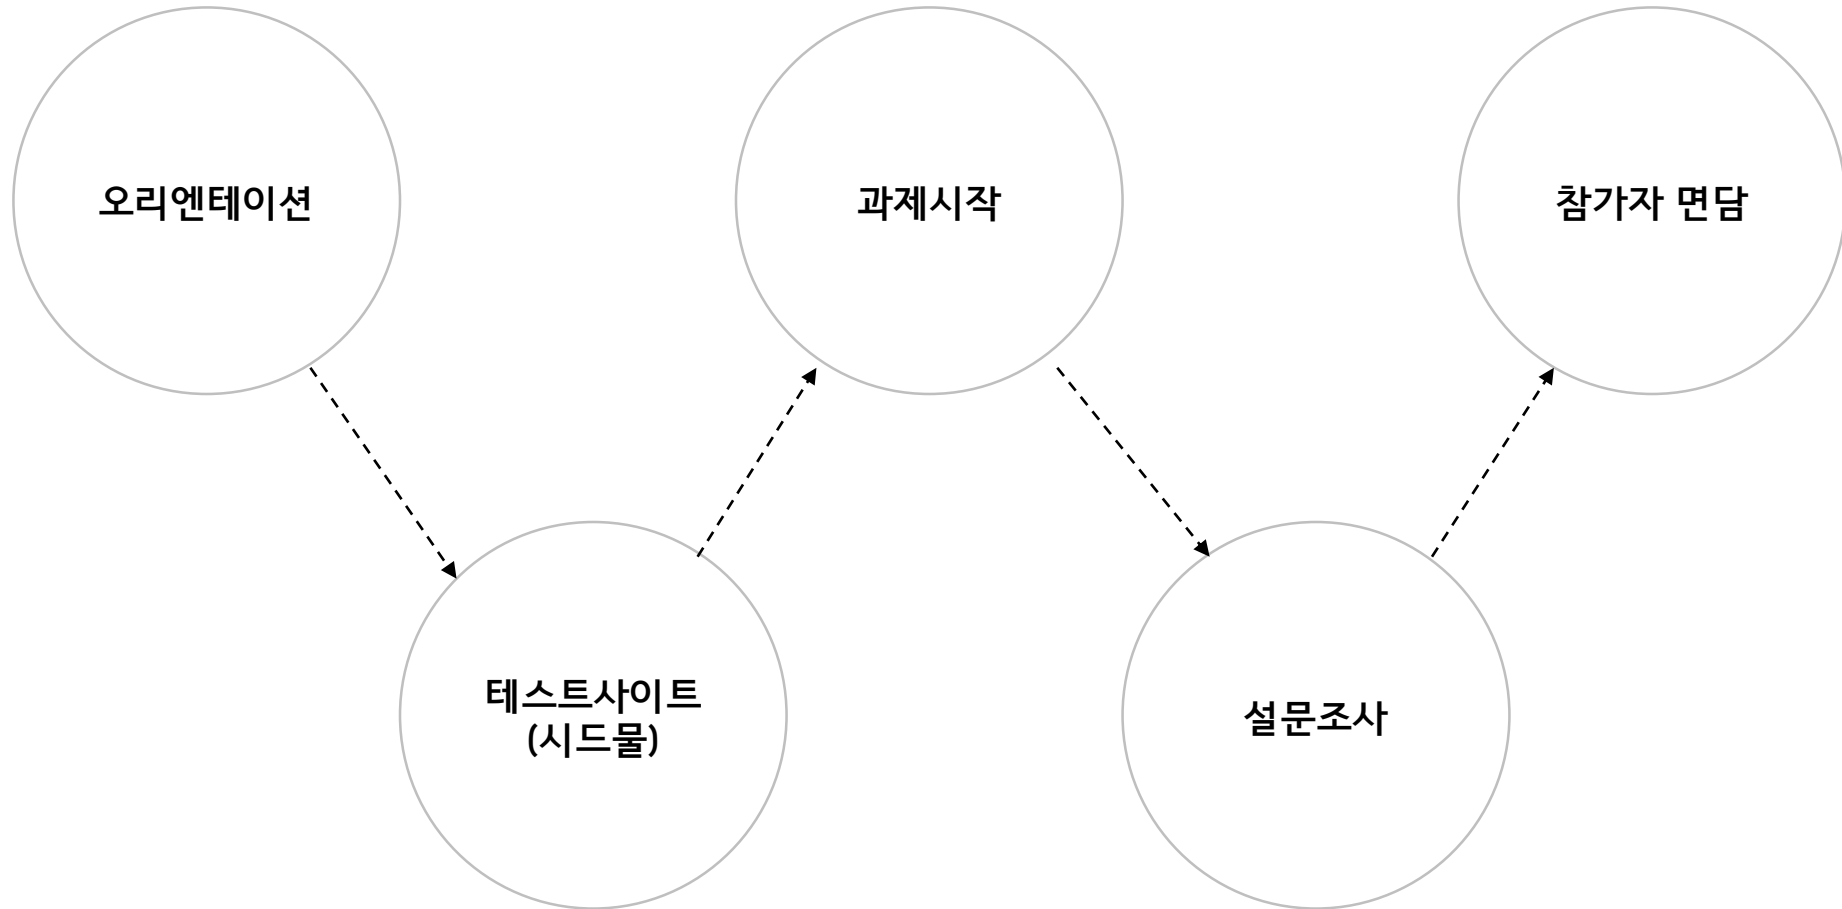 오리엔테이션
과제시작
참가자 면담
테스트사이트
(시드물)
설문조사